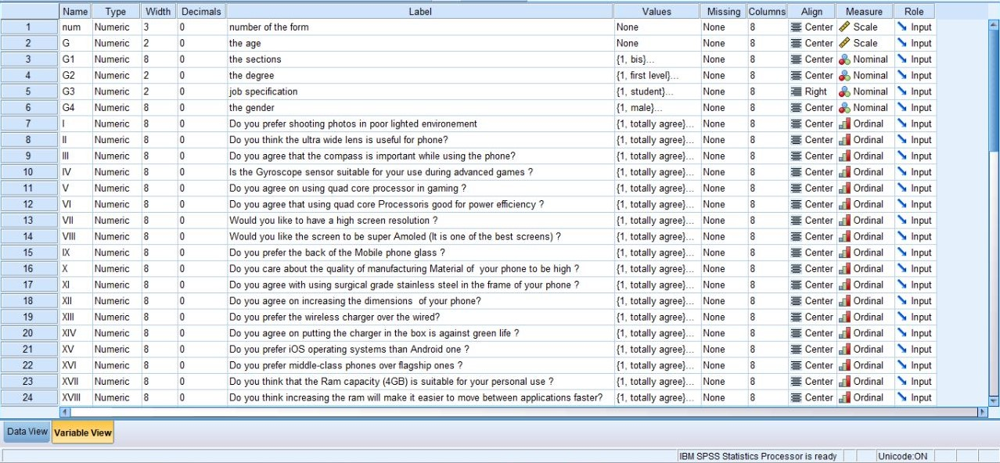 Name Type Width Decimals Label Values Missing Columns Align Measure Role
1 num Numeric 3 0 number of the form None None 8 Center Scale Input
2 G Numeric 2 0 the age None None 8 Center Scale Input
3 G1 Numeric 8 0 the sections {1, bis}... None 8 Center Nominal Input
4 G2 Numeric 2 0 the degree {1, first level}... None 8 Center Nominal Input
5 G3 Numeric 2 0 job specification {1, student}... None 8 Right Nominal Input
6 G4 Numeric 8 0 the gender {1, male}... None 8 Center Nominal Input
7 I Numeric 8 0 Do you prefer shooting photos in poor lighted environement {1, totally agree}... None 8 Center Ordinal Input
8 II Numeric 8 0 Do you think the ultra wide lens is useful for phone? {1, totally agree}... None 8 Center Ordinal Input
9 III Numeric 8 0 Do you agree that the compass is important while using the phone? {1, totally agree}... None 8 Center Ordinal Input
10 IV Numeric 8 0 Is the Gyroscope sensor suitable for your use during advanced games ? {1, totally agree}... None 8 Center Ordinal Input
11 V Numeric 8 0 Do you agree on using quad core processor in gaming ? {1, totally agree}... None 8 Center Ordinal Input
12 VI Numeric 8 0 Do you agree that using quad core Processoris good for power efficiency ? {1, totally agree}... None 8 Center Ordinal Input
13 VII Numeric 8 0 Would you like to have a high screen resolution ? {1, totally agree}... None 8 Center Ordinal Input
14 VIII Numeric 8 0 Would you like the screen to be super Amoled (It is one of the best screens) ? {1, totally agree}... None 8 Center Ordinal Input
15 IX Numeric 8 0 Do you prefer the back of the Mobile phone glass ? {1, totally agree}... None 8 Center Ordinal Input
16 X Numeric 8 0 Do you care about the quality of manufacturing Material of your phone to be high ? {1, totally agree}... None 8 Center Ordinal Input
17 XI Numeric 8 0 Do you agree with using surgical grade stainless steel in the frame of your phone ? {1, totally agree}... None 8 Center Ordinal Input
18 XII Numeric 8 0 Do you agree on increasing the dimensions of your phone? {1, totally agree}... None 8 Center Ordinal Input
19 XIII Numeric 8 0 Do you prefer the wireless charger over the wired? {1, totally agree}... None 8 Center Ordinal Input
20 XIV Numeric 8 0 Do you agree on putting the charger in the box is against green life ? {1, totally agree}... None 8 Center Ordinal Input
21 XV Numeric 8 0 Do you prefer iOS operating systems than Android one ? {1, totally agree}... None 8 Center Ordinal Input
22 XVI Numeric 8 0 Do you prefer middle-class phones over flagship ones ? {1, totally agree}... None 8 Center Ordinal Input
23 XVII Numeric 8 0 Do you think that the Ram capacity (4GB) is suitable for your personal use ? {1, totally agree}... None 8 Center Ordinal Input
24 XVIII Numeric 8 0 Do you think increasing the rim will make it easier to move between applications faster? {1, totally agree}... None 8 Center Ordinal Input
Data View Variable View
IBM SPSS Statistics Processor is ready Unicode:ON